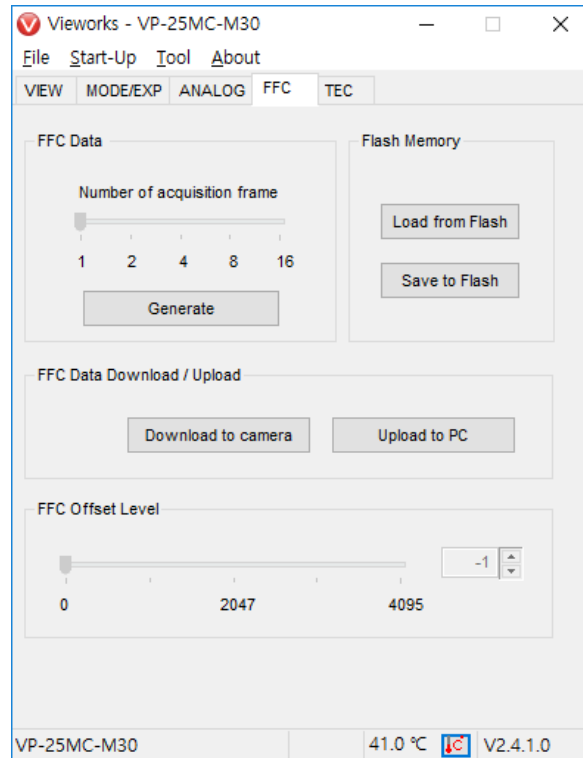 Vieworks - VP-25MC-M30
File Start-Up Tool About
VIEW MODE/EXP ANALOG FFC TEC
FFC Data
Number of acquisition frame
1 2 4 8 16
Generate
Flash Memory
Load from Flash
Save to Flash
FFC Data Download / Upload
Download to camera Upload to PC
FFC Offset Level
-1
0 2047 4095
VP-25MC-M30 41.0 ℃ C V2.4.1.0